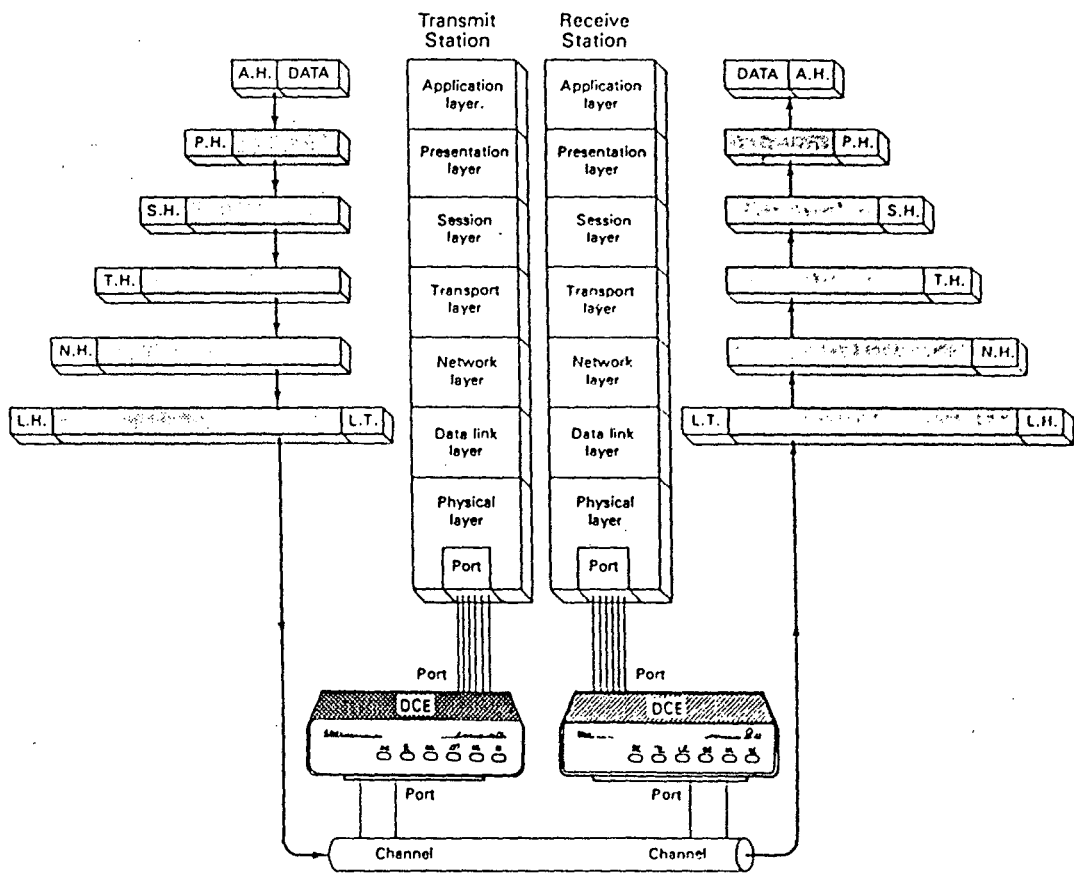 Transmit Station
Receive Station
A.H. DATA
Application layer.
Application layer
DATA A.H.
P.H.
Presentation layer
Presentation layer
P.H.
S.H.
Session layer
Session layer
S.H.
T.H.
Transport layer
Transport layer
T.H.
N.H.
Network layer
Network layer
N.H.
L.H. L.T.
Data link layer
Data link layer
L.T. L.H.
Physical layer
Physical layer
Port
Port
Port
Port
DCE
DCE
Port
Port
Channel
Channel